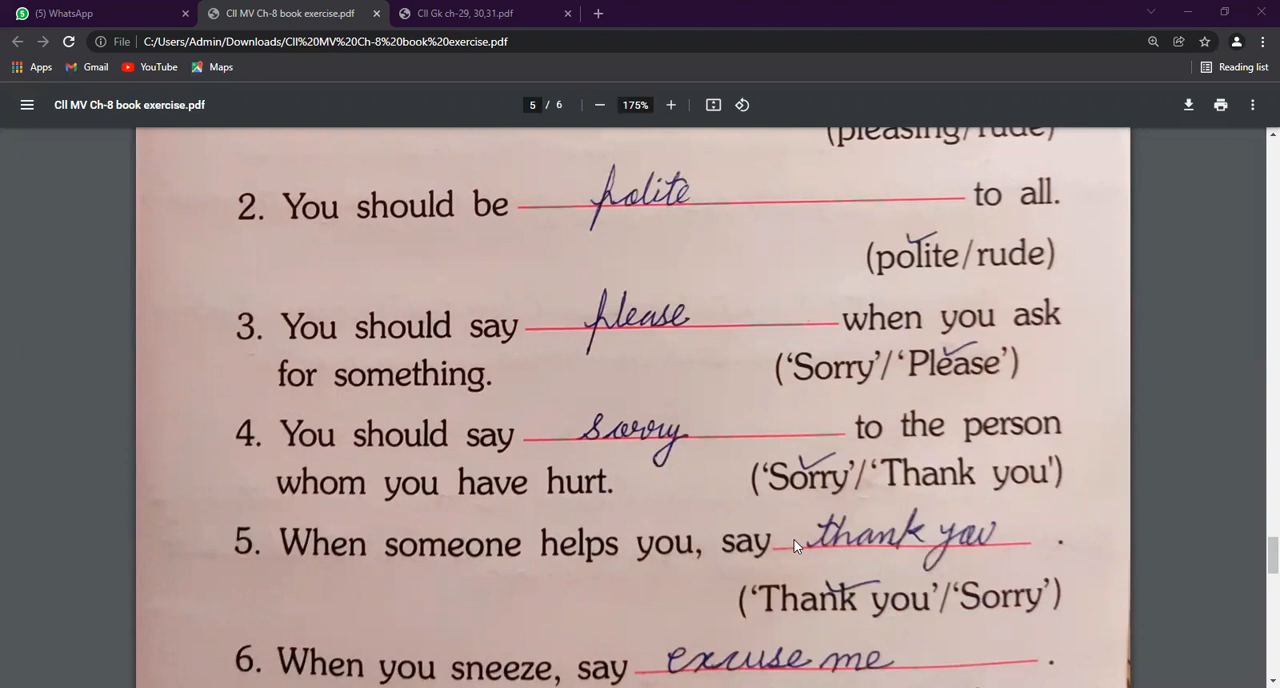 (5) WhatsApp
Cll MV Ch-8 book exercise.pdf
Cll Gk ch-29, 30,31.pdf
File
C:/Users/Admin/Downloads/Cll%20MV%20Ch-8%20book%20exercise.pdf
Apps
Gmail
YouTube
Maps
Reading list
Cll MV Ch-8 book exercise.pdf
5 / 6
175%
(pleasing/rude)
2. You should be polite to all.
(polite/rude)
3. You should say please when you ask
for something. ('Sorry'/'Please')
4. You should say sorry to the person
whom you have hurt. ('Sorry'/'Thank you')
5. When someone helps you, say thank you .
('Thank you'/'Sorry')
6. When you sneeze, say excuse me .